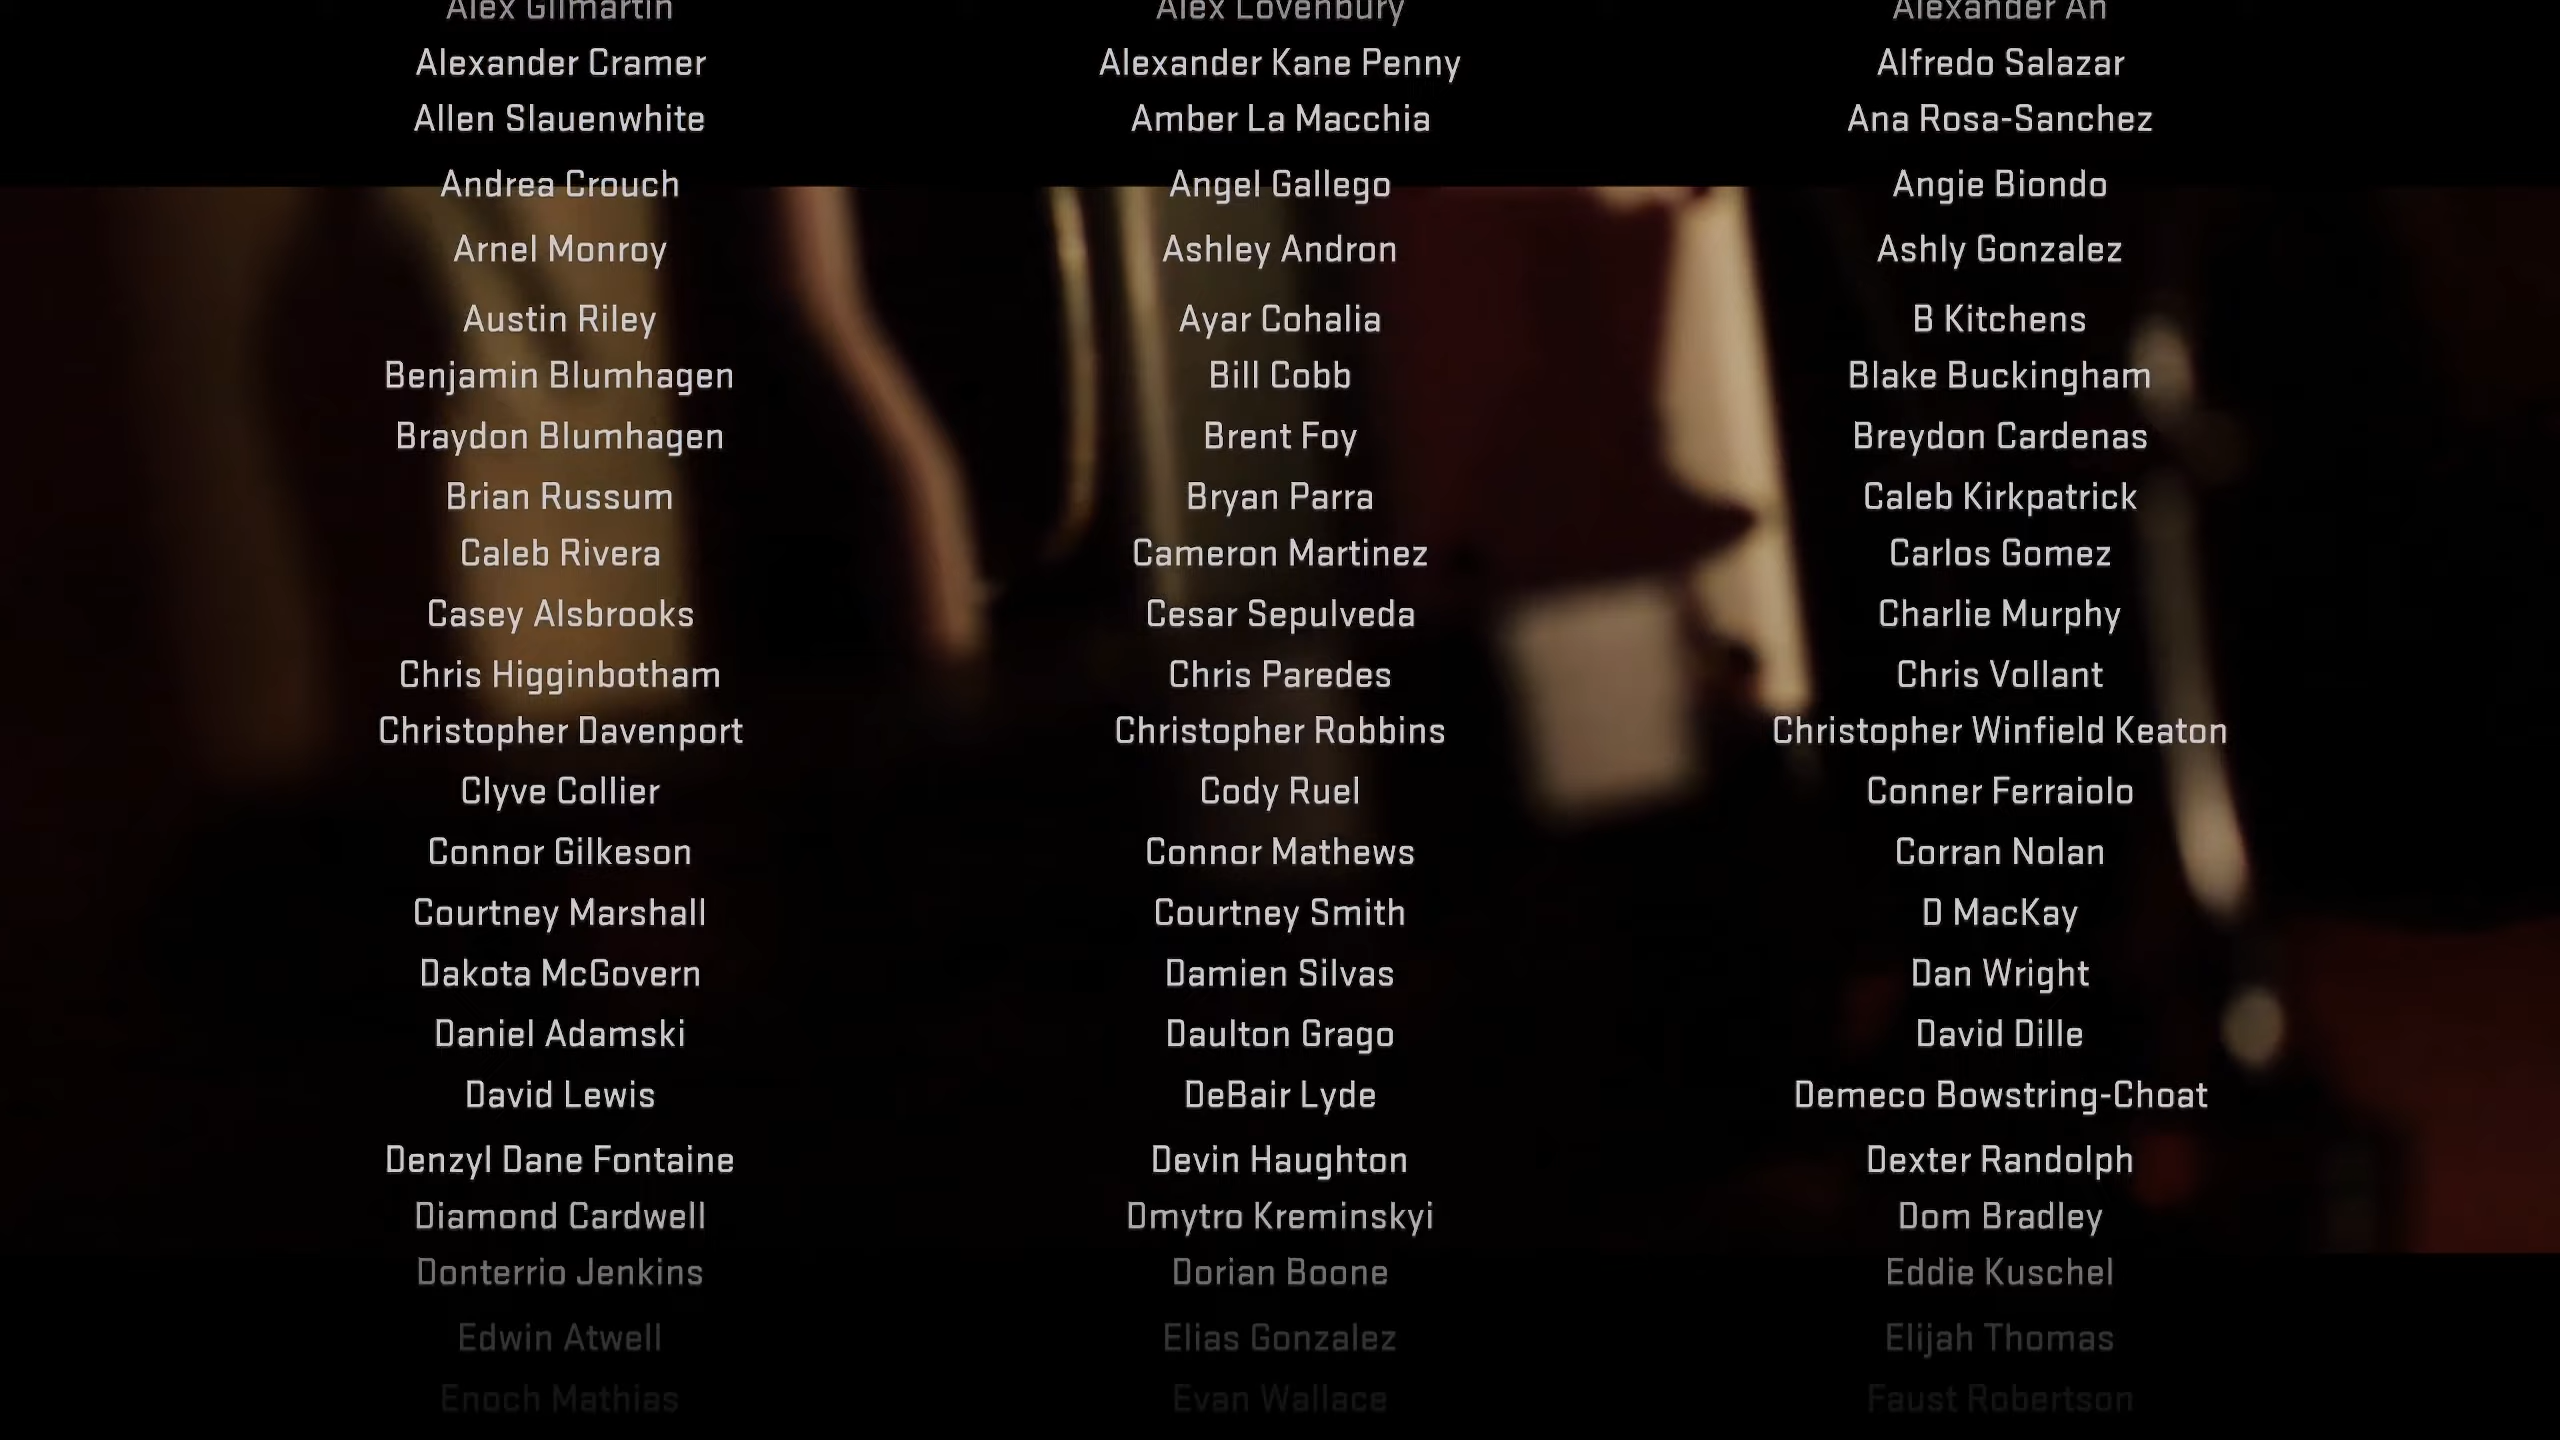 Alex Gilmartin Alex Lovenbury Alexander An
Alexander Cramer Alexander Kane Penny Alfredo Salazar
Allen Slauenwhite Amber La Macchia Ana Rosa-Sanchez
Andrea Crouch Angel Gallego Angie Biondo
Arnel Monroy Ashley Andron Ashly Gonzalez
Austin Riley Ayar Cohalia B Kitchens
Benjamin Blumhagen Bill Cobb Blake Buckingham
Braydon Blumhagen Brent Foy Breydon Cardenas
Brian Russum Bryan Parra Caleb Kirkpatrick
Caleb Rivera Cameron Martinez Carlos Gomez
Casey Alsbrooks Cesar Sepulveda Charlie Murphy
Chris Higginbotham Chris Paredes Chris Vollant
Christopher Davenport Christopher Robbins Christopher Winfield Keaton
Clyve Collier Cody Ruel Conner Ferraiolo
Connor Gilkeson Connor Mathews Corran Nolan
Courtney Marshall Courtney Smith D MacKay
Dakota McGovern Damien Silvas Dan Wright
Daniel Adamski Daulton Grago David Dille
David Lewis DeBair Lyde Demeco Bowstring-Choat
Denzyl Dane Fontaine Devin Haughton Dexter Randolph
Diamond Cardwell Dmytro Kreminskyi Dom Bradley
Donterrio Jenkins Dorian Boone Eddie Kuschel
Edwin Atwell Elias Gonzalez Elijah Thomas
Enoch Mathias Evan Wallace Faust Robertson